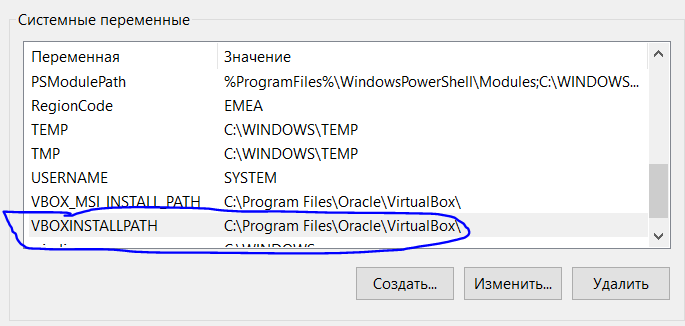 Системные переменные
Переменная Значение
PSModulePath %ProgramFiles%\WindowsPowerShell\Modules;C:\WINDOWS...
RegionCode EMEA
TEMP C:\WINDOWS\TEMP
TMP C:\WINDOWS\TEMP
USERNAME SYSTEM
VBOX_MSI_INSTALL_PATH C:\Program Files\Oracle\VirtualBox\
VBOXINSTALLPATH C:\Program Files\Oracle\VirtualBox\
C:\WINDOWS
Создать... Изменить... Удалить